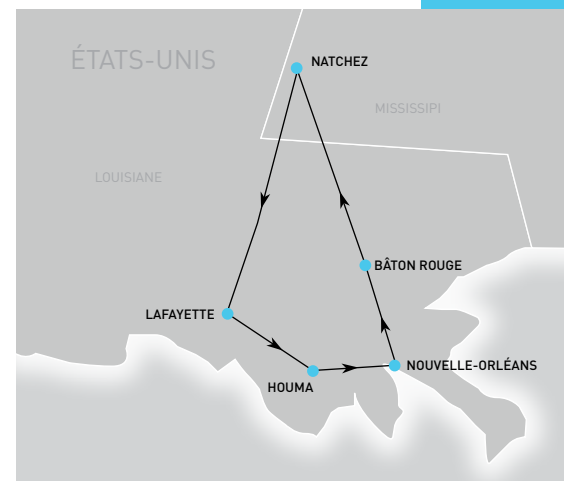 ÉTATS-UNIS
NATCHEZ
MISSISSIPI
LOUISIANE
BÂTON ROUGE
LAFAYETTE
NOUVELLE-ORLÉANS
HOUMA